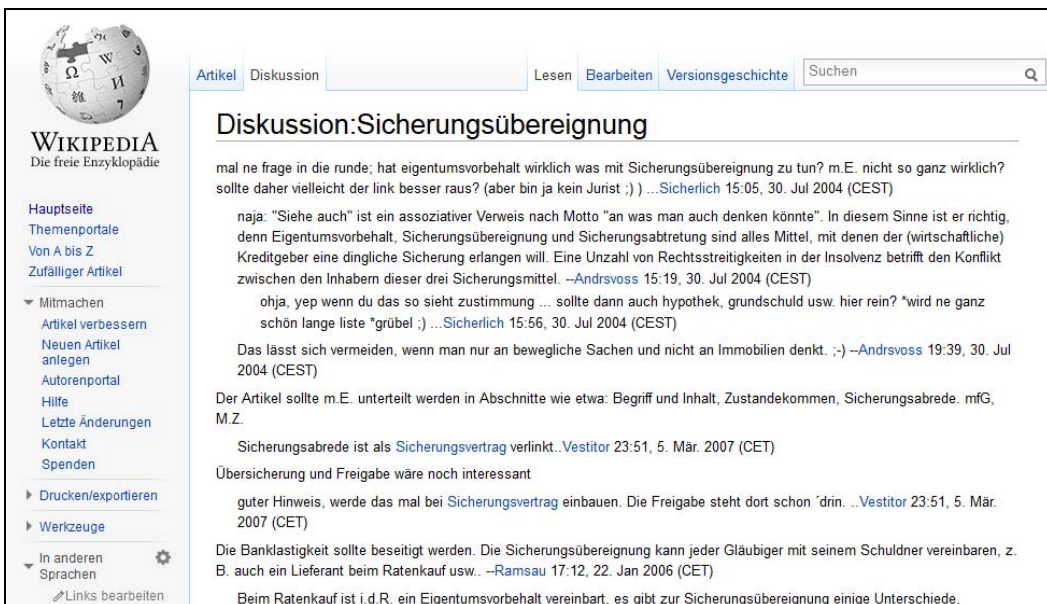 Artikel Diskussion Lesen Bearbeiten Versionsgeschichte Suchen
WIKIPEDIA
Die freie Enzyklopädie
Hauptseite
Themenportale
Von A bis Z
Zufälliger Artikel
Mitmachen
Artikel verbessern
Neuen Artikel
anlegen
Autorenportal
Hilfe
Letzte Änderungen
Kontakt
Spenden
Drucken/exportieren
Werkzeuge
In anderen
Sprachen
Links bearbeiten
Diskussion:Sicherungsübereignung
mal ne frage in die runde; hat eigentumsvorbehalt wirklich was mit Sicherungsübereignung zu tun? m.E. nicht so ganz wirklich?
sollte daher vielleicht der link besser raus? (aber bin ja kein Jurist ;) ) ...Sicherlich 15:05, 30. Jul 2004 (CEST)
naja: "Siehe auch" ist ein assoziativer Verweis nach Motto "an was man auch denken könnte". In diesem Sinne ist er richtig,
denn Eigentumsvorbehalt, Sicherungsübereignung und Sicherungsabtretung sind alles Mittel, mit denen der (wirtschaftliche)
Kreditgeber eine dingliche Sicherung erlangen will. Eine Unzahl von Rechtsstreitigkeiten in der Insolvenz betrifft den Konflikt
zwischen den Inhabern dieser drei Sicherungsmittel. --Andrsvoss 15:19, 30. Jul 2004 (CEST)
ohja, yep wenn du das so sieht zustimmung ... sollte dann auch hypothek, grundschuld usw. hier rein? *wird ne ganz
schön lange liste *grübel ;) ...Sicherlich 15:56, 30. Jul 2004 (CEST)
Das lässt sich vermeiden, wenn man nur an bewegliche Sachen und nicht an Immobilien denkt. ;-) --Andrsvoss 19:39, 30. Jul
2004 (CEST)
Der Artikel sollte m.E. unterteilt werden in Abschnitte wie etwa: Begriff und Inhalt, Zustandekommen, Sicherungsabrede. mfG,
M.Z.
Sicherungsabrede ist als Sicherungsvertrag verlinkt..Vestitor 23:51, 5. Mär. 2007 (CET)
Übersicherung und Freigabe wäre noch interessant
guter Hinweis, werde das mal bei Sicherungsvertrag einbauen. Die Freigabe steht dort schon ´drin. ..Vestitor 23:51, 5. Mär.
2007 (CET)
Die Banklastigkeit sollte beseitigt werden. Die Sicherungsübereignung kann jeder Gläubiger mit seinem Schuldner vereinbaren, z.
B. auch ein Lieferant beim Ratenkauf usw.. --Ramsau 17:12, 22. Jan 2006 (CET)
Beim Ratenkauf ist i.d.R. ein Eigentumsvorbehalt vereinbart, es gibt zur Sicherungsübereignung einige Unterschiede.